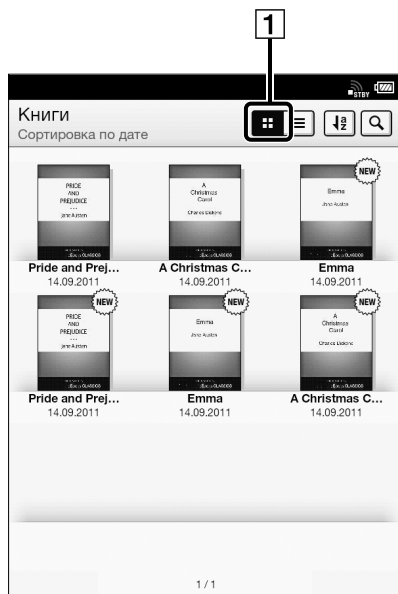 1
STBY
Книги
Сортировка по дате
PRIDE
AND
PREJUDICE
Jane Austen
A
Christmas
Carol
Charles Dickens
NEW
Emma
Jane Austen
Pride and Prej...
A Christmas C...
Emma
14.09.2011
14.09.2011
14.09.2011
NEW
PRIDE
AND
PREJUDICE
Jane Austen
NEW
Emma
Jane Austen
NEW
A
Christmas
Carol
Charles Dickens
Pride and Prej...
Emma
A Christmas C...
14.09.2011
14.09.2011
14.09.2011
1 / 1